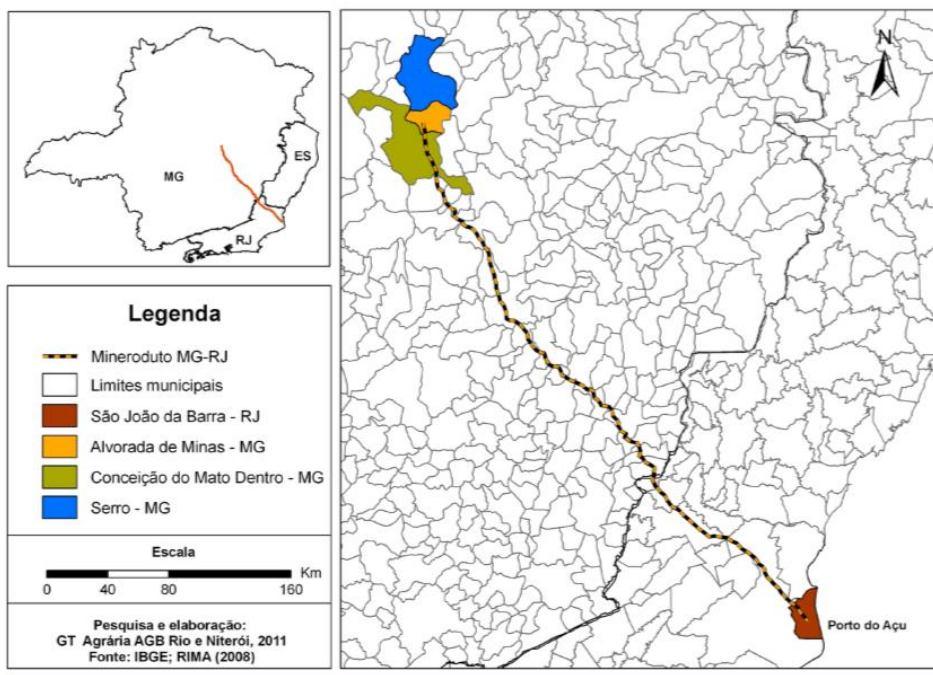 MG
ES
RJ
Legenda
Mineroduto MG-RJ
Limites municipais
São João da Barra - RJ
Alvorada de Minas - MG
Conceição do Mato Dentro - MG
Serro - MG
Escala
Km
0 40 80 160
Pesquisa e elaboração:
GT Agrária AGB Rio e Niterói, 2011
Fonte: IBGE; RIMA (2008)
N
Porto do Açu